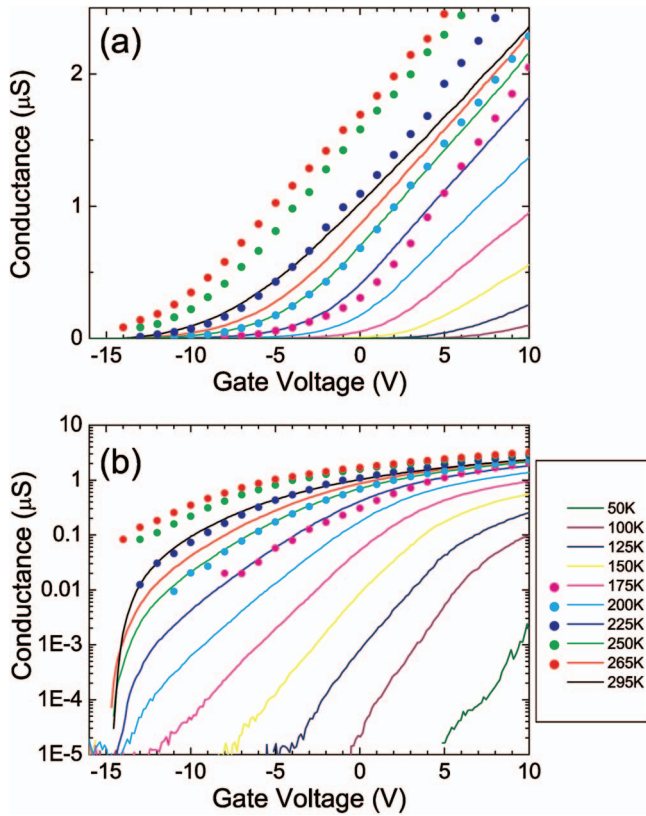 (a)
Conductance (μS)
2
1
0
-15 -10 -5 0 5 10
Gate Voltage (V)
(b)
Conductance (μS)
10
1
0.1
0.01
1E-3
1E-4
1E-5
-15 -10 -5 0 5 10
Gate Voltage (V)
50K
100K
125K
150K
175K
200K
225K
250K
265K
295K